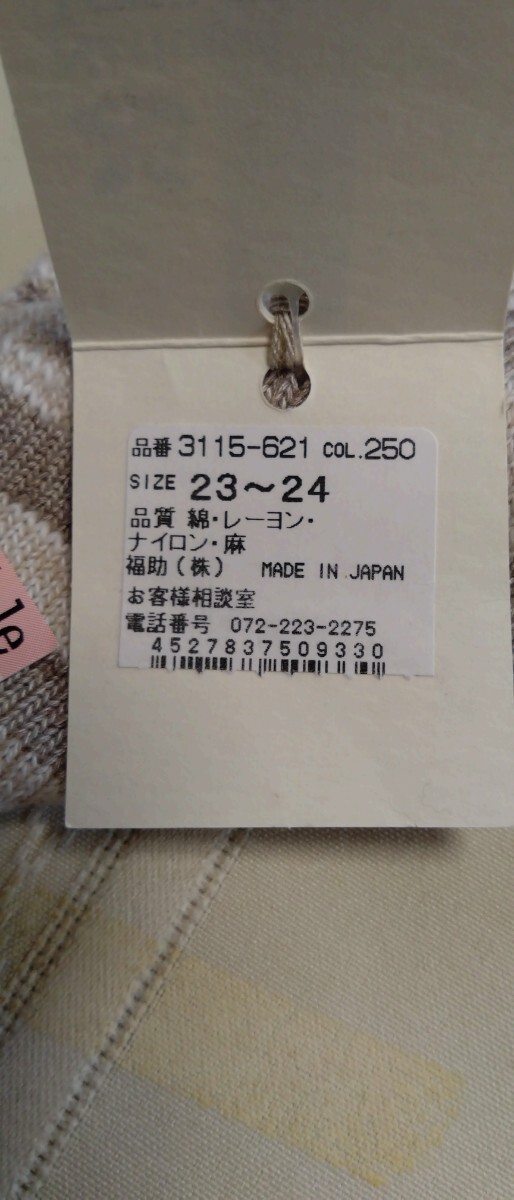 品番 3115-621 COL.250
SIZE 23〜24
品質 綿・レーヨン・
ナイロン・麻
福助(株) MADE IN JAPAN
お客様相談室
電話番号 072-223-2275
4527837509330
le